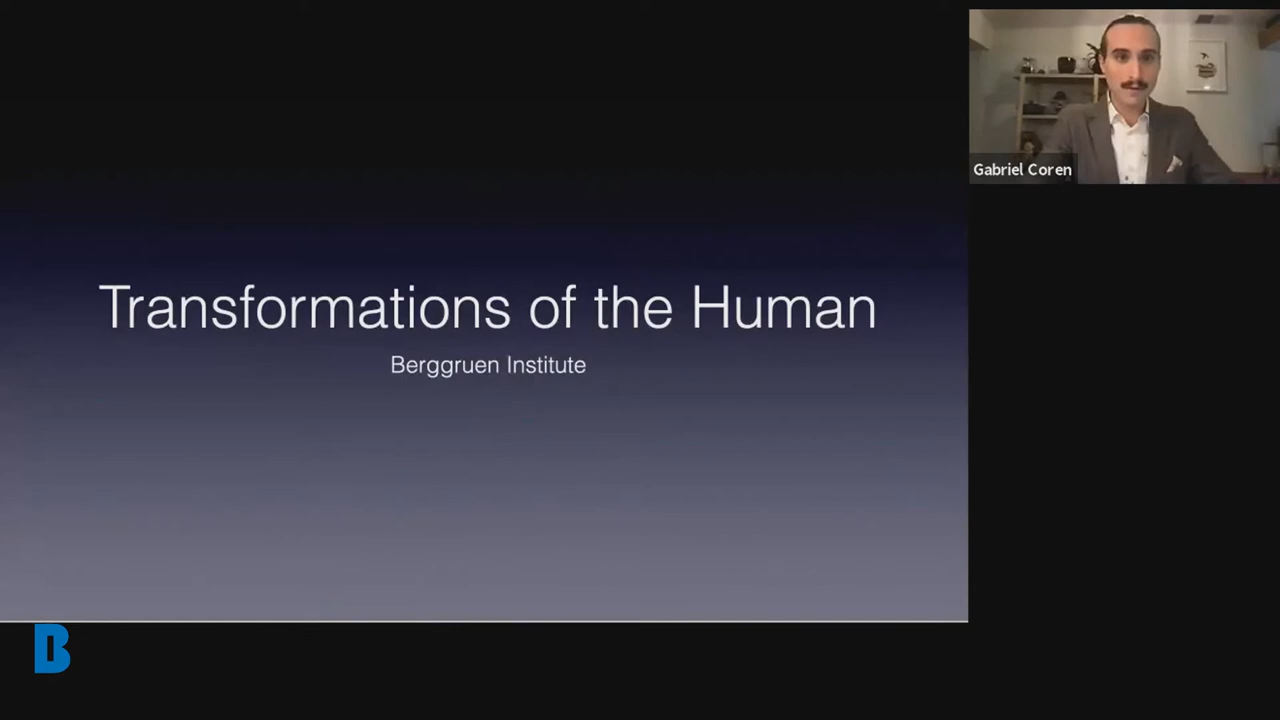 Transformations of the Human
Berggruen Institute
Gabriel Coren
B